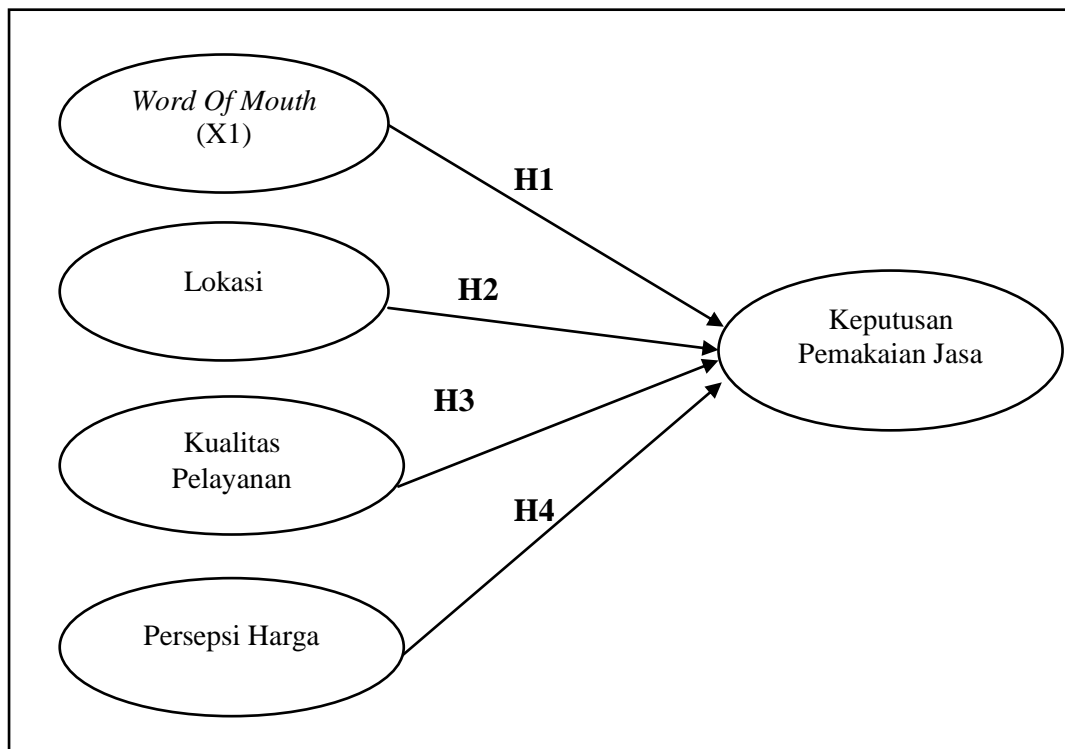 Word Of Mouth
(X1)
H1
Lokasi
H2
Keputusan
Pemakaian Jasa
H3
Kualitas
Pelayanan
H4
Persepsi Harga